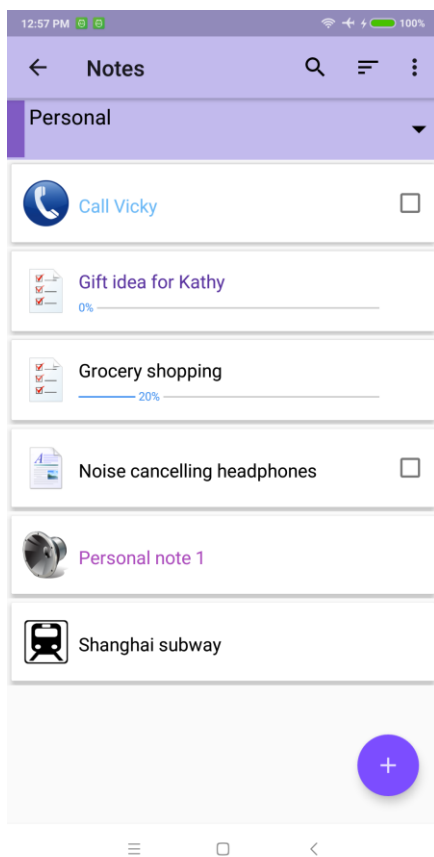 12:57 PM 100%
Notes
Personal
Call Vicky
Gift idea for Kathy
0%
Grocery shopping
20%
A
Noise cancelling headphones
Personal note 1
Shanghai subway
+